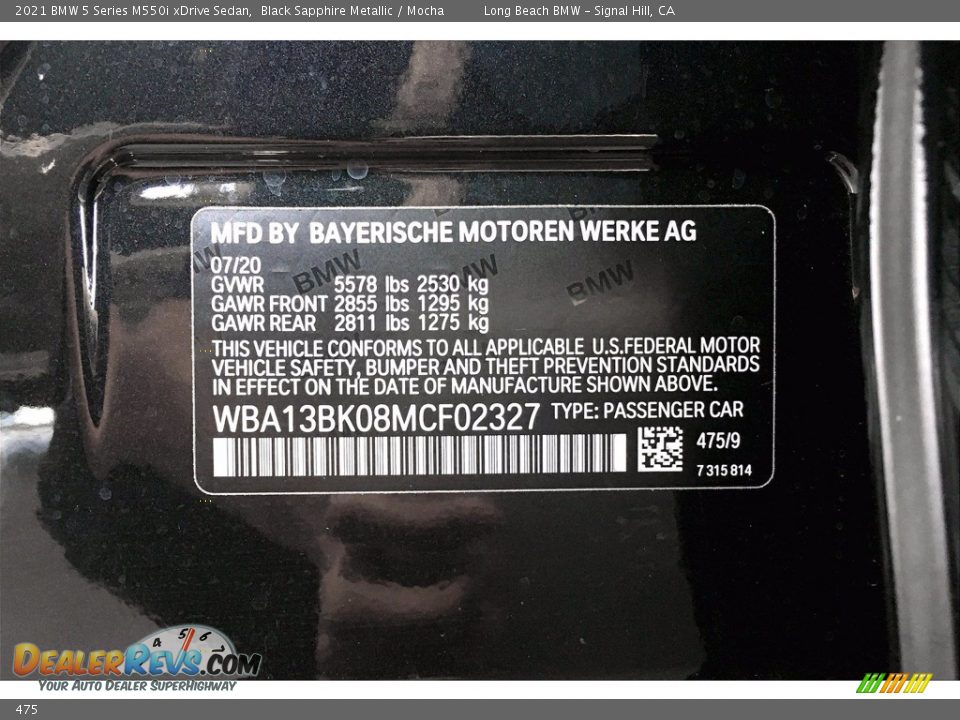 2021 BMW 5 Series M550i xDrive Sedan, Black Sapphire Metallic / Mocha Long Beach BMW – Signal Hill, CA
MFD BY BAYERISCHE MOTOREN WERKE AG
07/20
BMW BMW BMW
GVWR 5578 lbs 2530 kg
GAWR FRONT 2855 lbs 1295 kg
GAWR REAR 2811 lbs 1275 kg
THIS VEHICLE CONFORMS TO ALL APPLICABLE U.S.FEDERAL MOTOR
VEHICLE SAFETY, BUMPER AND THEFT PREVENTION STANDARDS
IN EFFECT ON THE DATE OF MANUFACTURE SHOWN ABOVE.
WBA13BK08MCF02327 TYPE: PASSENGER CAR
475/9
7 315 814
4 5 6
DEALERREVS.COM
YOUR AUTO DEALER SUPERHIGHWAY
475